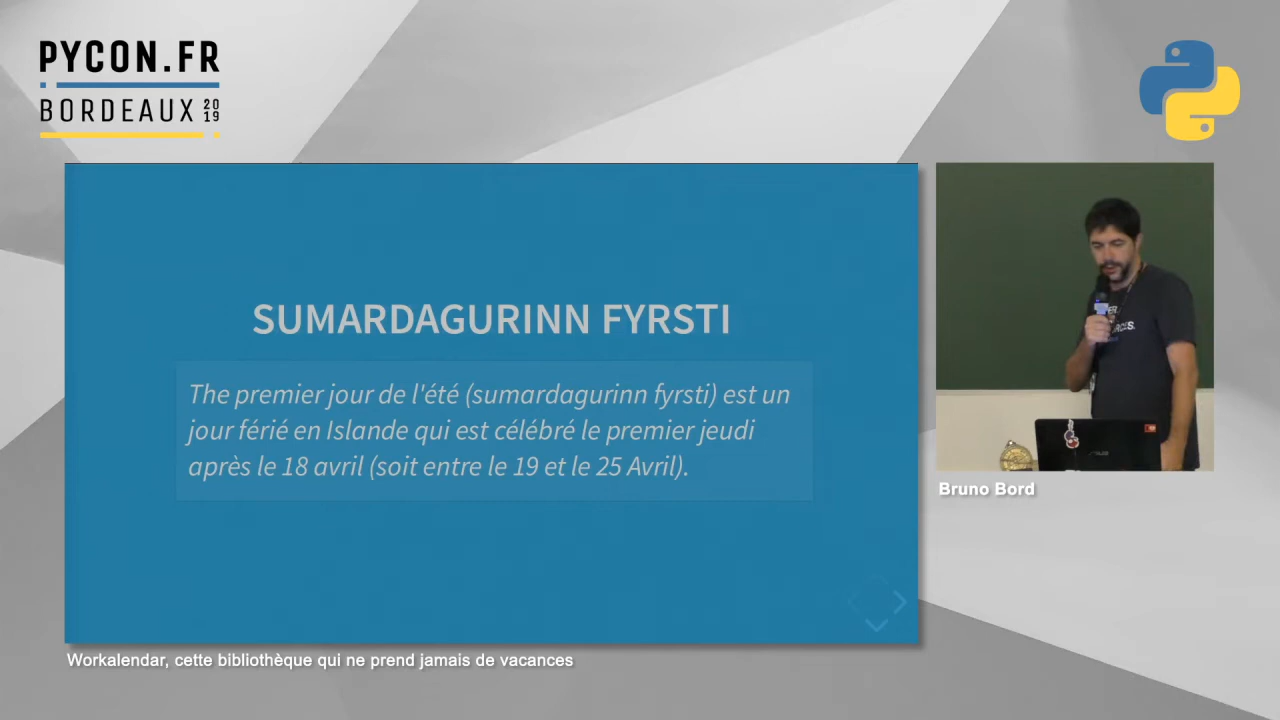 PYCON.FR
BORDEAUX 2019
SUMARDAGURINN FYRSTI
The premier jour de l'été (sumardagurinn fyrsti) est un
jour férié en Islande qui est célébré le premier jeudi
après le 18 avril (soit entre le 19 et le 25 Avril).
Bruno Bord
Workalendar, cette bibliothèque qui ne prend jamais de vacances